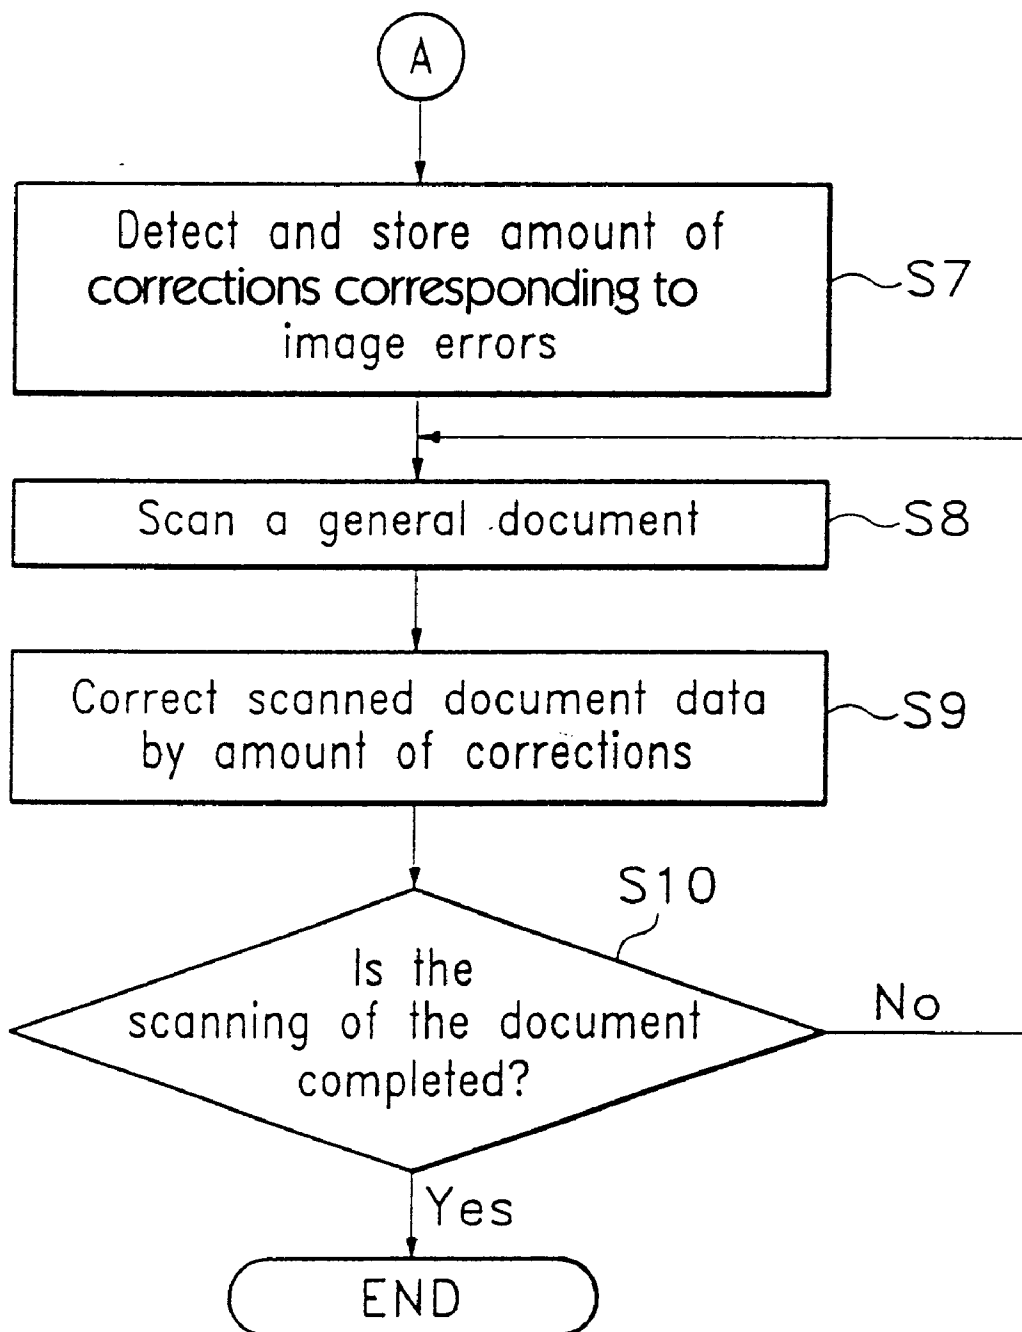 A
Detect and store amount of
corrections corresponding to
image errors
S7
Scan a general document
S8
Correct scanned document data
by amount of corrections
S9
S10
Is the
scanning of the document
completed?
No
Yes
END